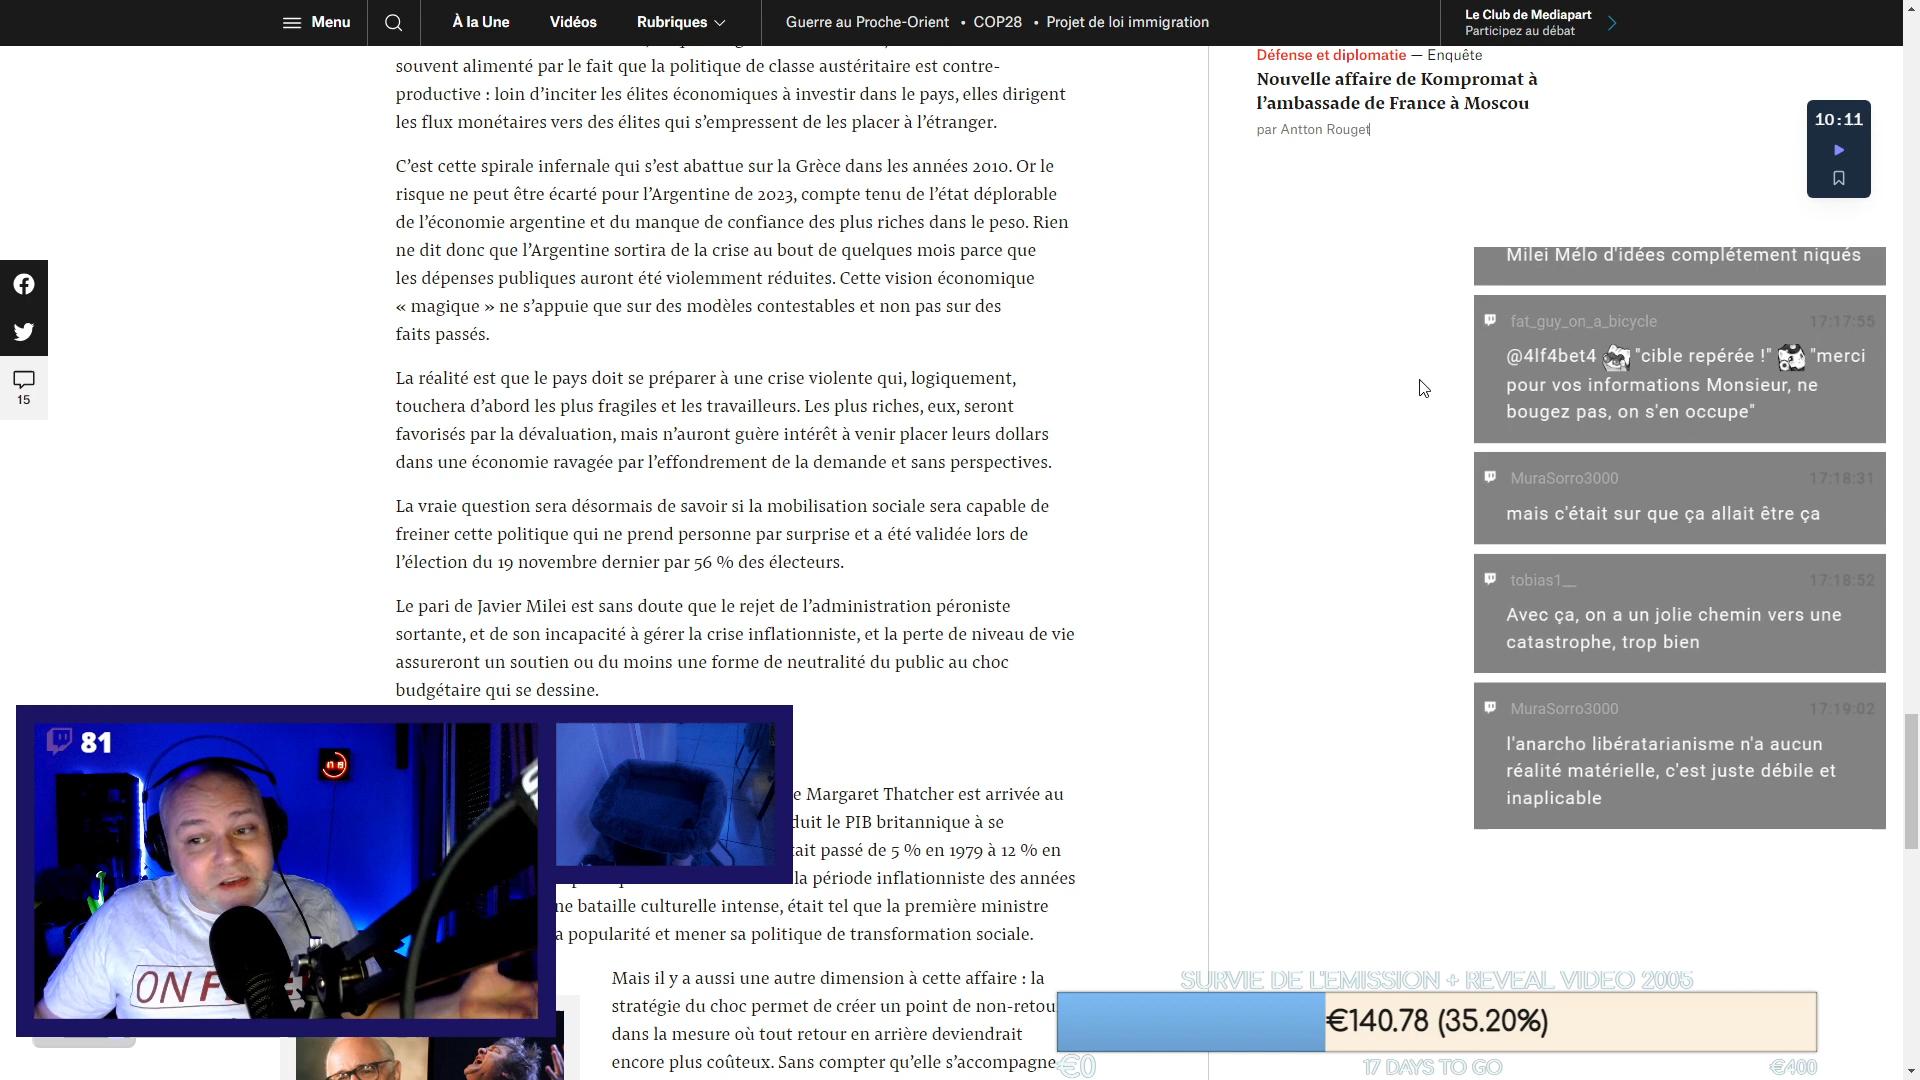 Menu
À la Une
Vidéos
Rubriques
Guerre au Proche-Orient • COP28 • Projet de loi immigration
Le Club de Mediapart
Participez au débat
souvent alimenté par le fait que la politique de classe austéritaire est contre-
productive : loin d’inciter les élites économiques à investir dans le pays, elles dirigent
les flux monétaires vers des élites qui s’empressent de les placer à l’étranger.
C’est cette spirale infernale qui s’est abattue sur la Grèce dans les années 2010. Or le
risque ne peut être écarté pour l’Argentine de 2023, compte tenu de l’état déplorable
de l’économie argentine et du manque de confiance des plus riches dans le peso. Rien
ne dit donc que l’Argentine sortira de la crise au bout de quelques mois parce que
les dépenses publiques auront été violemment réduites. Cette vision économique
« magique » ne s’appuie que sur des modèles contestables et non pas sur des
faits passés.
La réalité est que le pays doit se préparer à une crise violente qui, logiquement,
touchera d’abord les plus fragiles et les travailleurs. Les plus riches, eux, seront
favorisés par la dévaluation, mais n’auront guère intérêt à venir placer leurs dollars
dans une économie ravagée par l’effondrement de la demande et sans perspectives.
La vraie question sera désormais de savoir si la mobilisation sociale sera capable de
freiner cette politique qui ne prend personne par surprise et a été validée lors de
l’élection du 19 novembre dernier par 56 % des électeurs.
Le pari de Javier Milei est sans doute que le rejet de l’administration péroniste
sortante, et de son incapacité à gérer la crise inflationniste, et la perte de niveau de vie
assureront un soutien ou du moins une forme de neutralité du public au choc
budgétaire qui se dessine.
e Margaret Thatcher est arrivée au
duit le PIB britannique à se
tait passé de 5 % en 1979 à 12 % en
la période inflationniste des années
ne bataille culturelle intense, était tel que la première ministre
a popularité et mener sa politique de transformation sociale.
Mais il y a aussi une autre dimension à cette affaire : la
stratégie du choc permet de créer un point de non-retou
dans la mesure où tout retour en arrière deviendrait
encore plus coûteux. Sans compter qu’elle s’accompagne
15
81
18
ON F
Défense et diplomatie — Enquête
Nouvelle affaire de Kompromat à
l’ambassade de France à Moscou
par Antton Rouget
10:11
Milei Mélo d'idées complétement niqués
fat_guy_on_a_bicycle 17:17:55
@4lf4bet4 "cible repérée !" "merci
pour vos informations Monsieur, ne
bougez pas, on s'en occupe"
MuraSorro3000 17:18:31
mais c'était sur que ça allait être ça
tobias1__ 17:18:52
Avec ça, on a un jolie chemin vers une
catastrophe, trop bien
MuraSorro3000 17:19:02
l'anarcho libératarianisme n'a aucun
réalité matérielle, c'est juste débile et
inaplicable
SURVIE DE L'EMISSION + REVEAL VIDEO 2005
€140.78 (35.20%)
€0
17 DAYS TO GO
€400